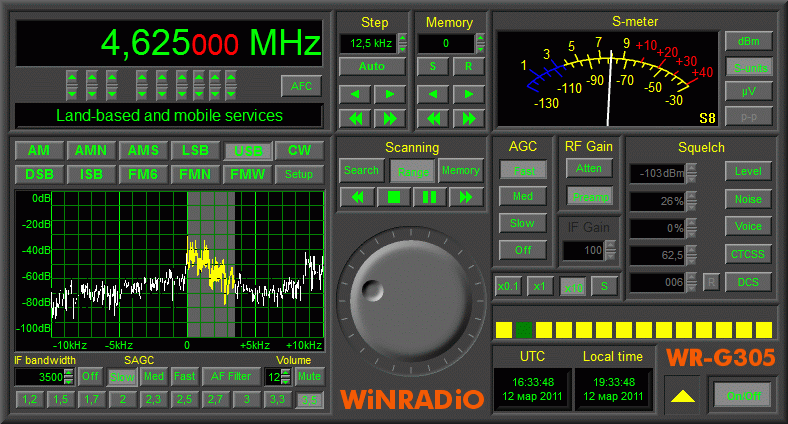 4,625000 MHz
AFC
Land-based and mobile services
Step
12,5 kHz
Auto
Memory
0
S R
S-meter
1 3 5 7 9 +10 +20 +30 +40
-130 -110 -90 -70 -50 -30
S8
dBm
S-units
µV
p-p
AM AMN AMS LSB USB CW
DSB ISB FM6 FMN FMW Setup
0dB
-20dB
-40dB
-60dB
-80dB
-100dB
-10kHz -5kHz 0 +5kHz +10kHz
IF bandwidth SAGC Volume
3500 Off Slow Med Fast AF Filter 12 Mute
1,2 1,5 1,7 2 2,3 2,5 2,7 3 3,3 3,5
Scanning
Search Range Memory
WiNRADiO
AGC
Fast
Med
Slow
Off
RF Gain
Atten
Preamp
IF Gain
100
x0.1 x1 x10 S
Squelch
-103dBm Level
26% Noise
0% Voice
62,5 CTCSS
006 R DCS
UTC
16:33:48
12 мар 2011
Local time
19:33:48
12 мар 2011
WR-G305
On/Off